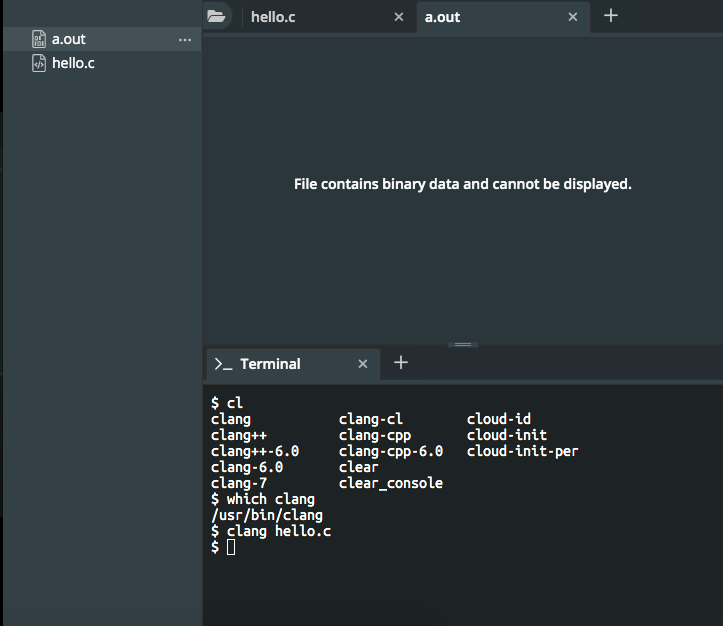 a.out ...
hello.c
hello.c × a.out × +
File contains binary data and cannot be displayed.
>_ Terminal × +
$ cl
clang clang-cl cloud-id
clang++ clang-cpp cloud-init
clang++-6.0 clang-cpp-6.0 cloud-init-per
clang-6.0 clear
clang-7 clear_console
$ which clang
/usr/bin/clang
$ clang hello.c
$